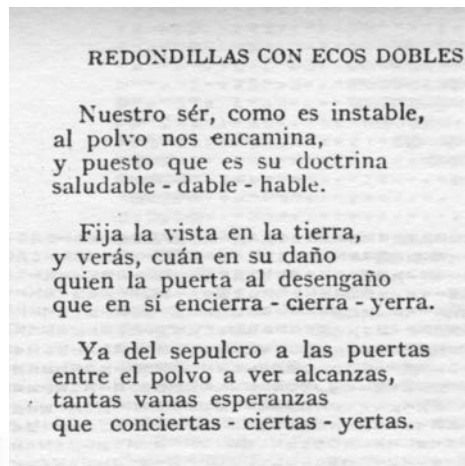 REDONDILLAS CON ECOS DOBLES
Nuestro sér, como es instable,
al polvo nos encamina,
y puesto que es su doctrina
saludable - dable - hable.
Fija la vista en la tierra,
y verás, cuán en su daño
quien la puerta al desengaño
que en sí encierra - cierra - yerra.
Ya del sepulcro a las puertas
entre el polvo a ver alcanzas,
tantas vanas esperanzas
que conciertas - ciertas - yertas.